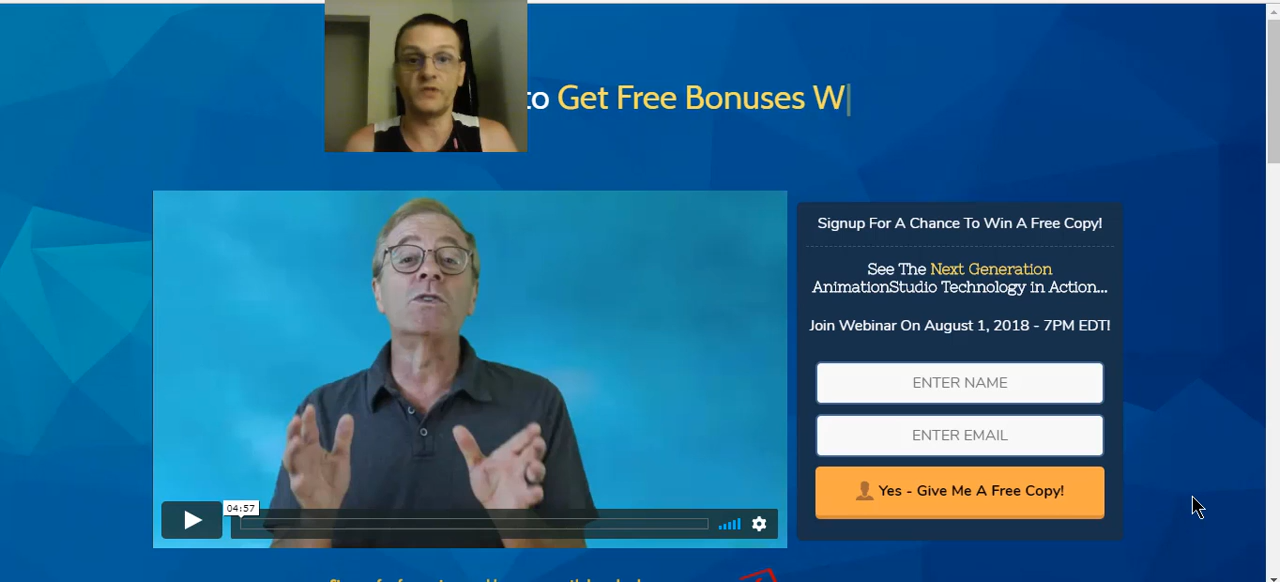 to Get Free Bonuses W
Signup For A Chance To Win A Free Copy!
See The Next Generation
AnimationStudio Technology in Action...
Join Webinar On August 1, 2018 - 7PM EDT!
ENTER NAME
ENTER EMAIL
Yes - Give Me A Free Copy!
04:57